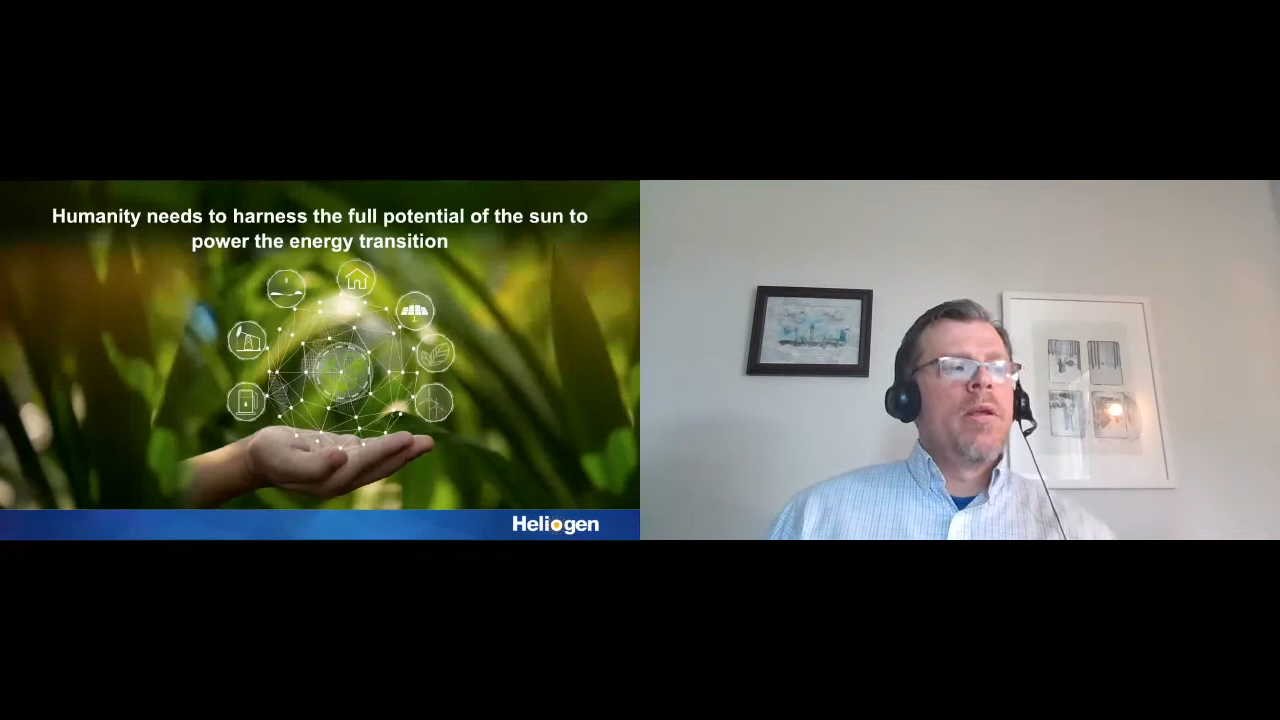 Humanity needs to harness the full potential of the sun to
power the energy transition
Heliogen